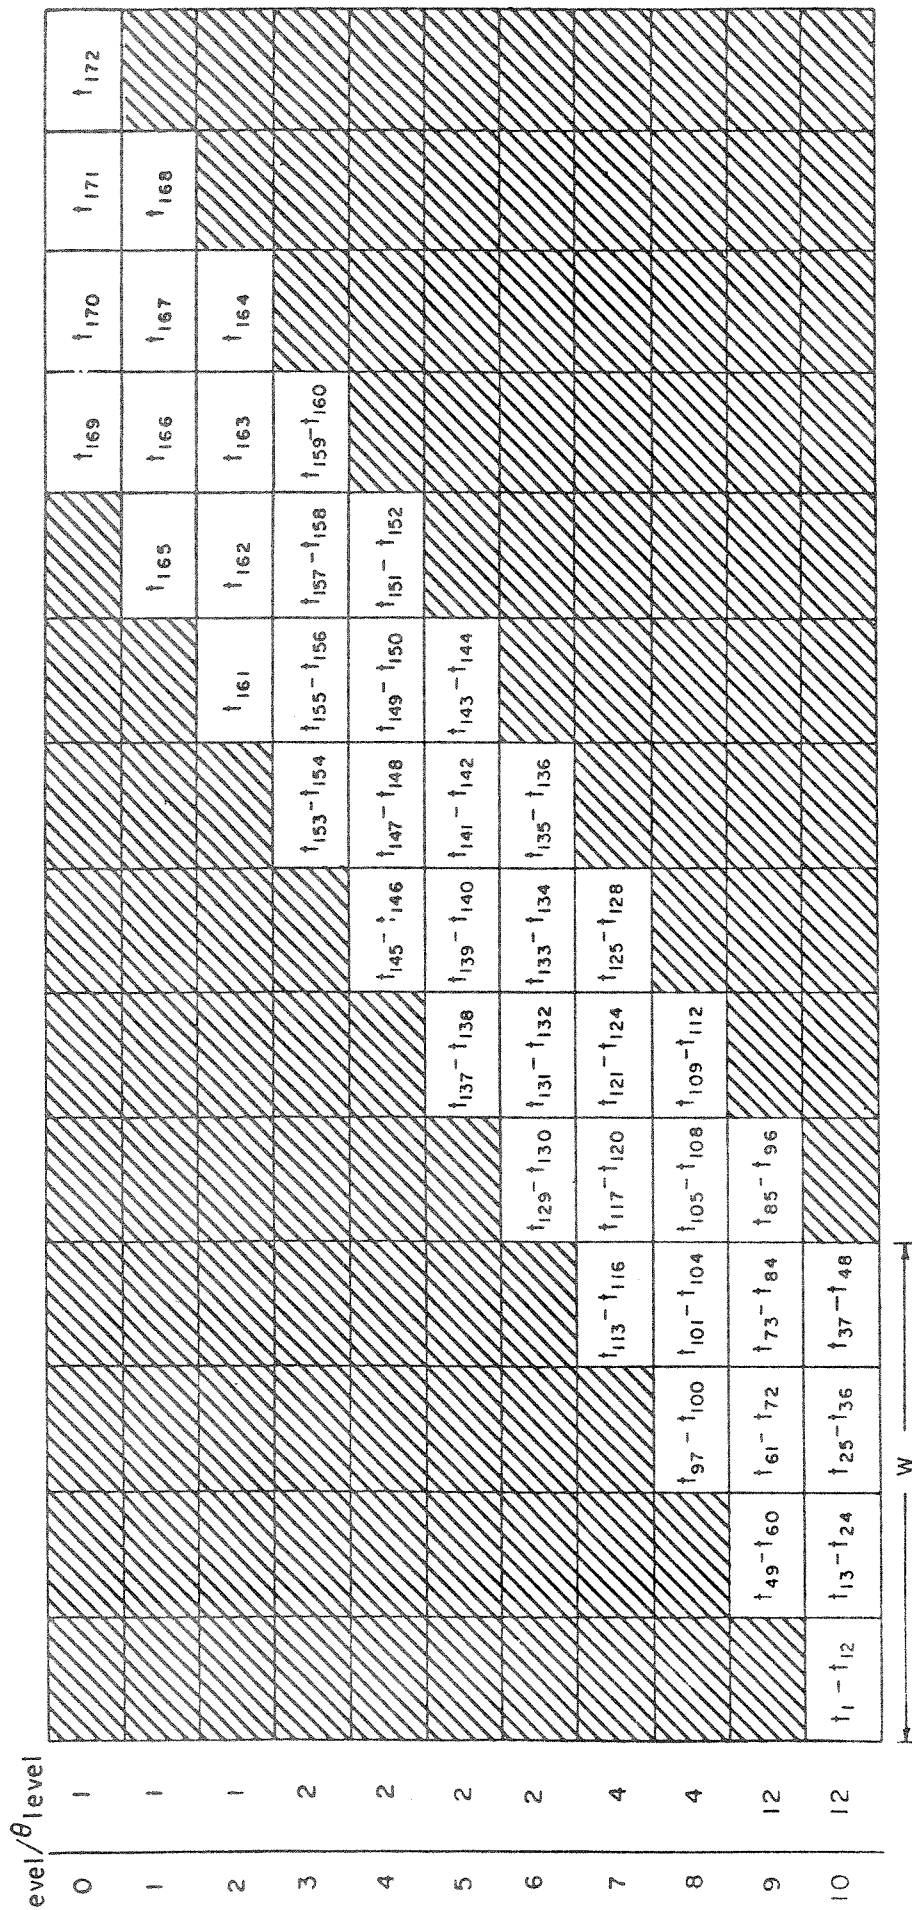 evel/θlevel
0 1 t169 t170 t171 t172
1 1 t165 t166 t167 t168
2 1 t161 t162 t163 t164
3 2 t153-t154 t155-t156 t157-t158 t159-t160
4 2 t145-t146 t147-t148 t149-t150 t151-t152
5 2 t137-t138 t139-t140 t141-t142 t143-t144
6 2 t129-t130 t131-t132 t133-t134 t135-t136
7 4 t113-t116 t117-t120 t121-t124 t125-t128
8 4 t97-t100 t101-t104 t105-t108 t109-t112
9 12 t49-t60 t61-t72 t73-t84 t85-t96
10 12 t1-t12 t13-t24 t25-t36 t37-t48
W